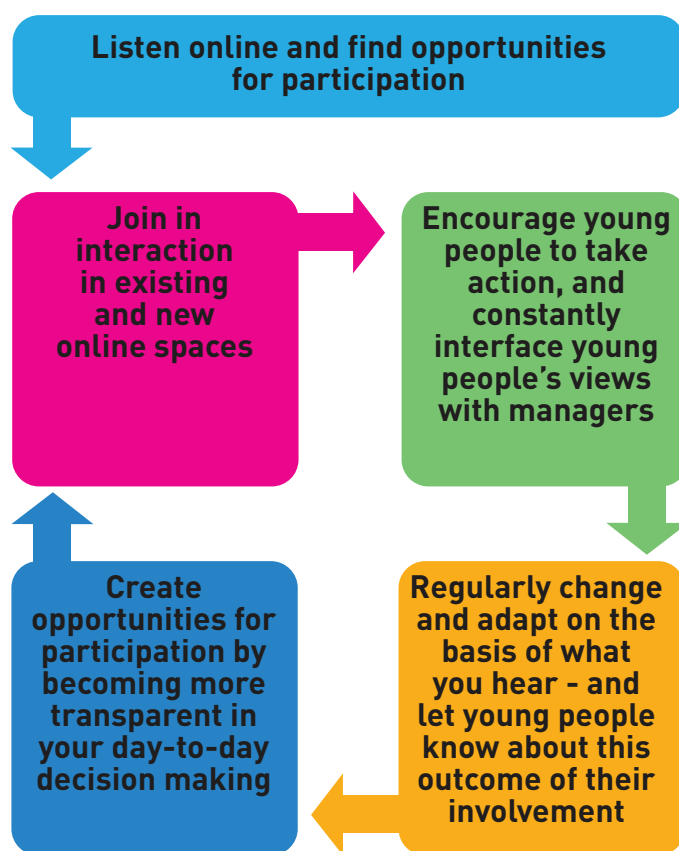 Listen online and find opportunities
for participation
Join in
interaction
in existing
and new
online spaces
Encourage young
people to take
action, and
constantly
interface young
people’s views
with managers
Regularly change
and adapt on the
basis of what
you hear - and
let young people
know about this
outcome of their
involvement
Create
opportunities for
participation by
becoming more
transparent in
your day-to-day
decision making